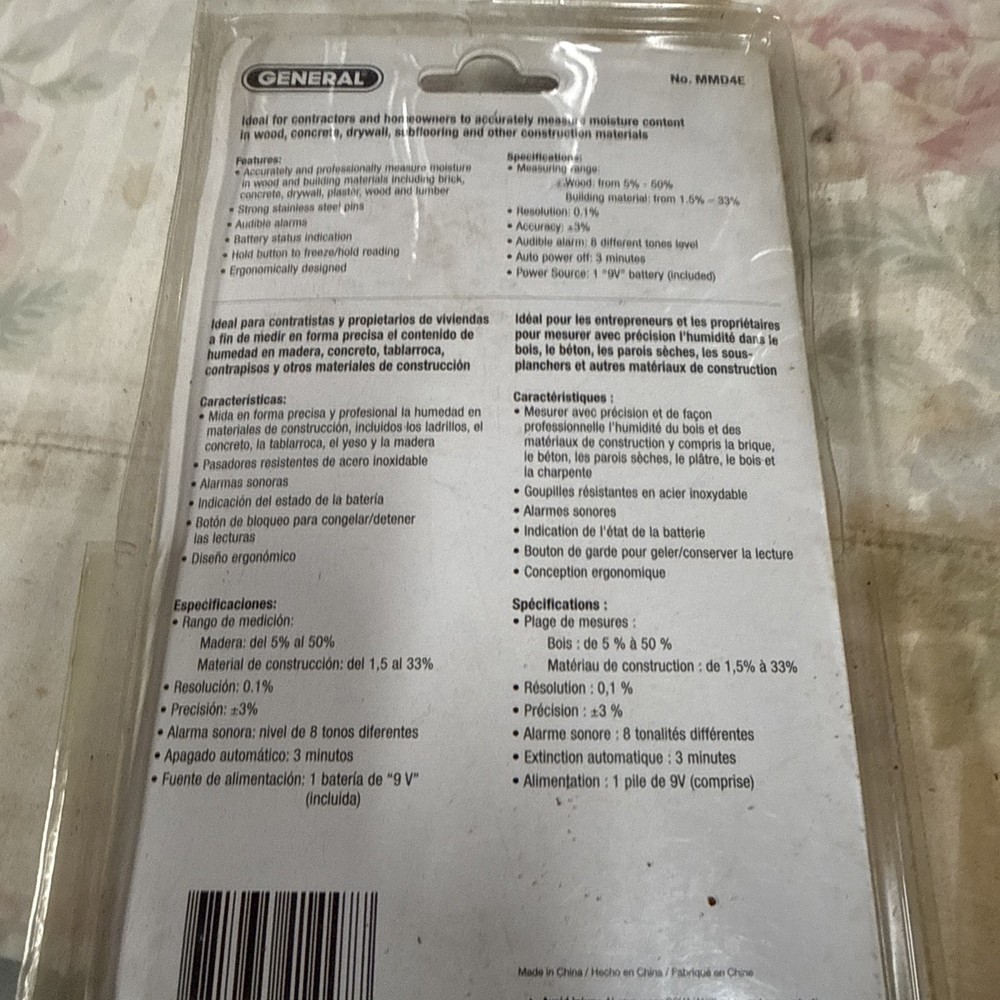 GENERAL
No. MMD4E
Ideal for contractors and homeowners to accurately measure moisture content
in wood, concrete, drywall, subflooring and other construction materials
Features:
• Accurately and professionally measure moisture
in wood and building materials including brick,
concrete, drywall, plaster, wood and lumber
• Strong stainless steel pins
• Audible alarms
• Battery status indication
• Hold button to freeze/hold reading
• Ergonomically designed
Specifications:
• Measuring range:
Wood: from 5% - 50%
Building material: from 1.5% - 33%
• Resolution: 0.1%
• Accuracy: ±3%
• Audible alarm: 8 different tones level
• Auto power off: 3 minutes
• Power Source: 1 "9V" battery (included)
Ideal para contratistas y propietarios de viviendas
a fin de medir en forma precisa el contenido de
humedad en madera, concreto, tablarroca,
contrapisos y otros materiales de construcción
Características:
• Mida en forma precisa y profesional la humedad en
materiales de construcción, incluidos los ladrillos, el
concreto, la tablarroca, el yeso y la madera
• Pasadores resistentes de acero inoxidable
• Alarmas sonoras
• Indicación del estado de la batería
• Botón de bloqueo para congelar/detener
las lecturas
• Diseño ergonómico
Especificaciones:
• Rango de medición:
Madera: del 5% al 50%
Material de construcción: del 1,5 al 33%
• Resolución: 0.1%
• Precisión: ±3%
• Alarma sonora: nivel de 8 tonos diferentes
• Apagado automático: 3 minutos
• Fuente de alimentación: 1 batería de "9 V"
(incluida)
Idéal pour les entrepreneurs et les propriétaires
pour mesurer avec précision l'humidité dans le
bois, le béton, les parois sèches, les sous-
planchers et autres matériaux de construction
Caractéristiques :
• Mesurer avec précision et de façon
professionnelle l'humidité du bois et des
matériaux de construction y compris la brique,
le béton, les parois sèches, le plâtre, le bois et
la charpente
• Goupilles résistantes en acier inoxydable
• Alarmes sonores
• Indication de l'état de la batterie
• Bouton de garde pour geler/conserver la lecture
• Conception ergonomique
Spécifications :
• Plage de mesures :
Bois : de 5 % à 50 %
Matériau de construction : de 1,5% à 33%
• Résolution : 0,1 %
• Précision : ±3 %
• Alarme sonore : 8 tonalités différentes
• Extinction automatique : 3 minutes
• Alimentation : 1 pile de 9V (comprise)
Made in China / Hecho en China / Fabriqué en Chine